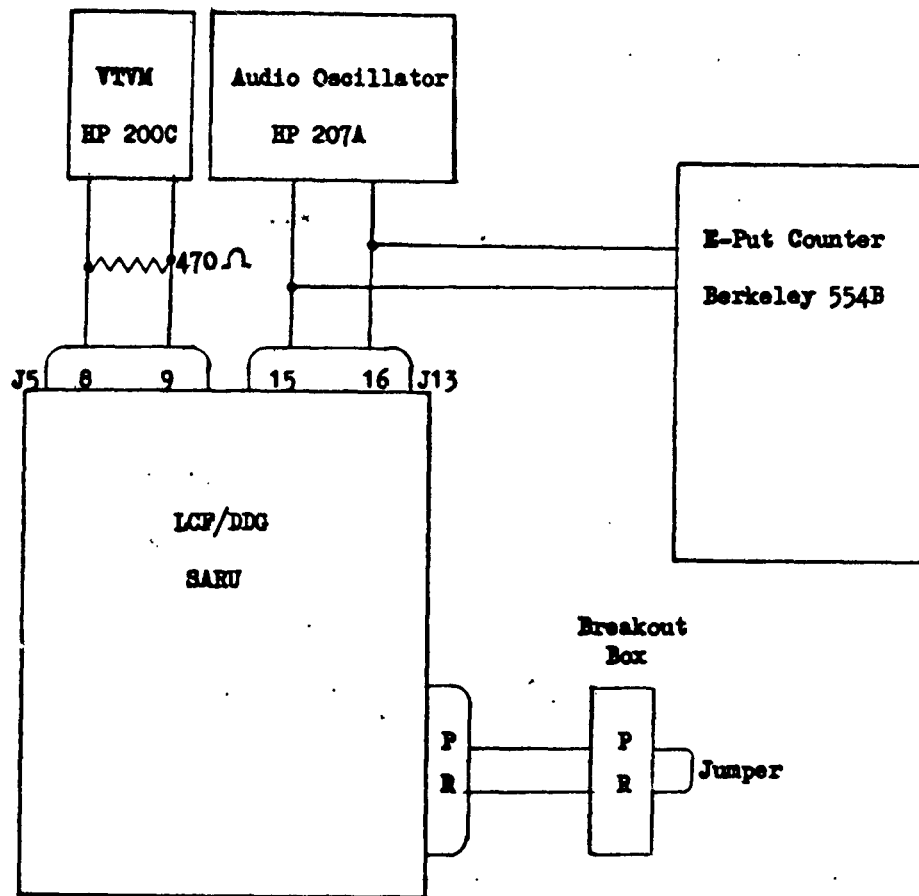 VTVM
HP 200C
Audio Oscillator
HP 207A
470 Ω
E-Put Counter
Berkeley 554B
J5 8 9 15 16 J13
LCF/DDG
SARU
Breakout
Box
P
R
P
R
Jumper